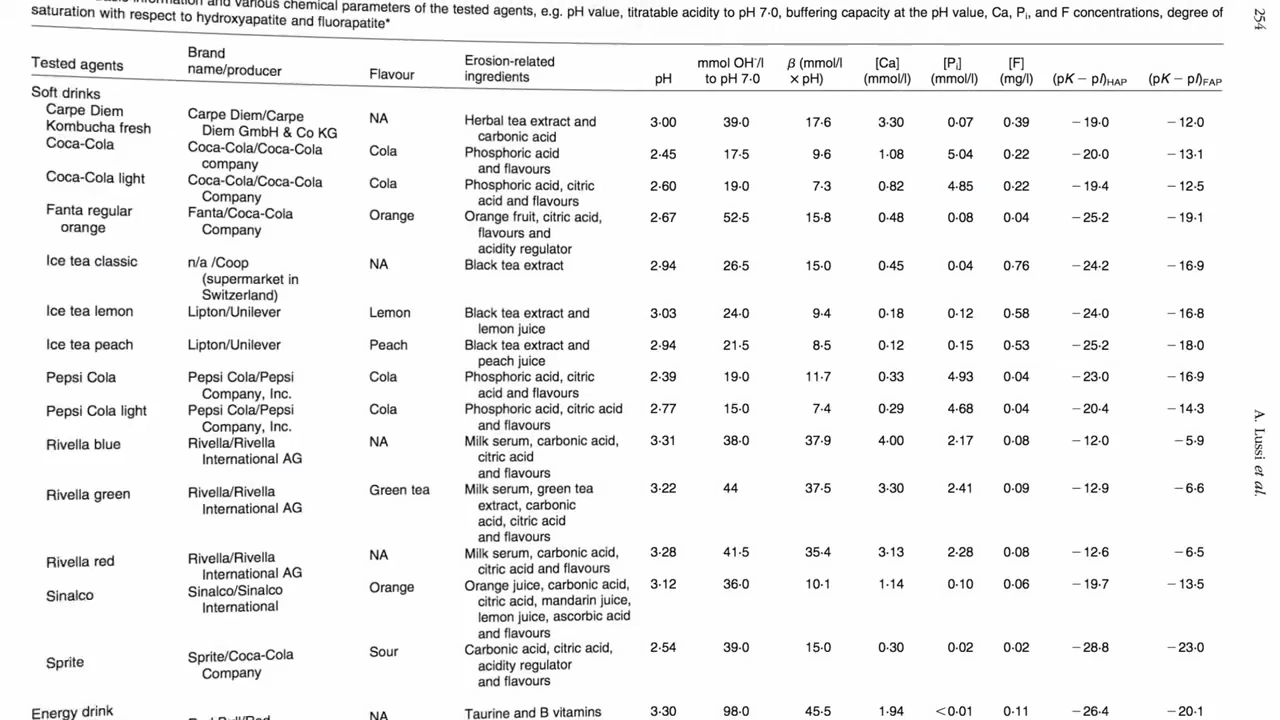 information and various chemical parameters of the tested agents, e.g. pH value, titratable acidity to pH 7·0, buffering capacity at the pH value, Ca, Pi, and F concentrations, degree of
saturation with respect to hydroxyapatite and fluorapatite*
254
Tested agents Brand name/producer Flavour Erosion-related ingredients pH mmol OH⁻/l to pH 7·0 β (mmol/l × pH) [Ca] (mmol/l) [Pi] (mmol/l) [F] (mg/l) (pK − pI)HAP (pK − pI)FAP
Soft drinks
Carpe Diem Kombucha fresh Carpe Diem/Carpe Diem GmbH & Co KG NA Herbal tea extract and carbonic acid 3·00 39·0 17·6 3·30 0·07 0·39 −19·0 −12·0
Coca-Cola Coca-Cola/Coca-Cola company Cola Phosphoric acid and flavours 2·45 17·5 9·6 1·08 5·04 0·22 −20·0 −13·1
Coca-Cola light Coca-Cola/Coca-Cola Company Cola Phosphoric acid, citric acid and flavours 2·60 19·0 7·3 0·82 4·85 0·22 −19·4 −12·5
Fanta regular orange Fanta/Coca-Cola Company Orange Orange fruit, citric acid, flavours and acidity regulator 2·67 52·5 15·8 0·48 0·08 0·04 −25·2 −19·1
Ice tea classic n/a /Coop (supermarket in Switzerland) NA Black tea extract 2·94 26·5 15·0 0·45 0·04 0·76 −24·2 −16·9
Ice tea lemon Lipton/Unilever Lemon Black tea extract and lemon juice 3·03 24·0 9·4 0·18 0·12 0·58 −24·0 −16·8
Ice tea peach Lipton/Unilever Peach Black tea extract and peach juice 2·94 21·5 8·5 0·12 0·15 0·53 −25·2 −18·0
Pepsi Cola Pepsi Cola/Pepsi Company, Inc. Cola Phosphoric acid, citric acid and flavours 2·39 19·0 11·7 0·33 4·93 0·04 −23·0 −16·9
Pepsi Cola light Pepsi Cola/Pepsi Company, Inc. Cola Phosphoric acid, citric acid and flavours 2·77 15·0 7·4 0·29 4·68 0·04 −20·4 −14·3
Rivella blue Rivella/Rivella International AG NA Milk serum, carbonic acid, citric acid and flavours 3·31 38·0 37·9 4·00 2·17 0·08 −12·0 −5·9
Rivella green Rivella/Rivella International AG Green tea Milk serum, green tea extract, carbonic acid, citric acid and flavours 3·22 44 37·5 3·30 2·41 0·09 −12·9 −6·6
Rivella red Rivella/Rivella International AG NA Milk serum, carbonic acid, citric acid and flavours 3·28 41·5 35·4 3·13 2·28 0·08 −12·6 −6·5
Sinalco Sinalco/Sinalco International Orange Orange juice, carbonic acid, citric acid, mandarin juice, lemon juice, ascorbic acid and flavours 3·12 36·0 10·1 1·14 0·10 0·06 −19·7 −13·5
Sprite Sprite/Coca-Cola Company Sour Carbonic acid, citric acid, acidity regulator and flavours 2·54 39·0 15·0 0·30 0·02 0·02 −28·8 −23·0
Energy drink
NA Taurine and B vitamins 3·30 98·0 45·5 1·94 <0·01 0·11 −26·4 −20·1
A. Lussi et al.